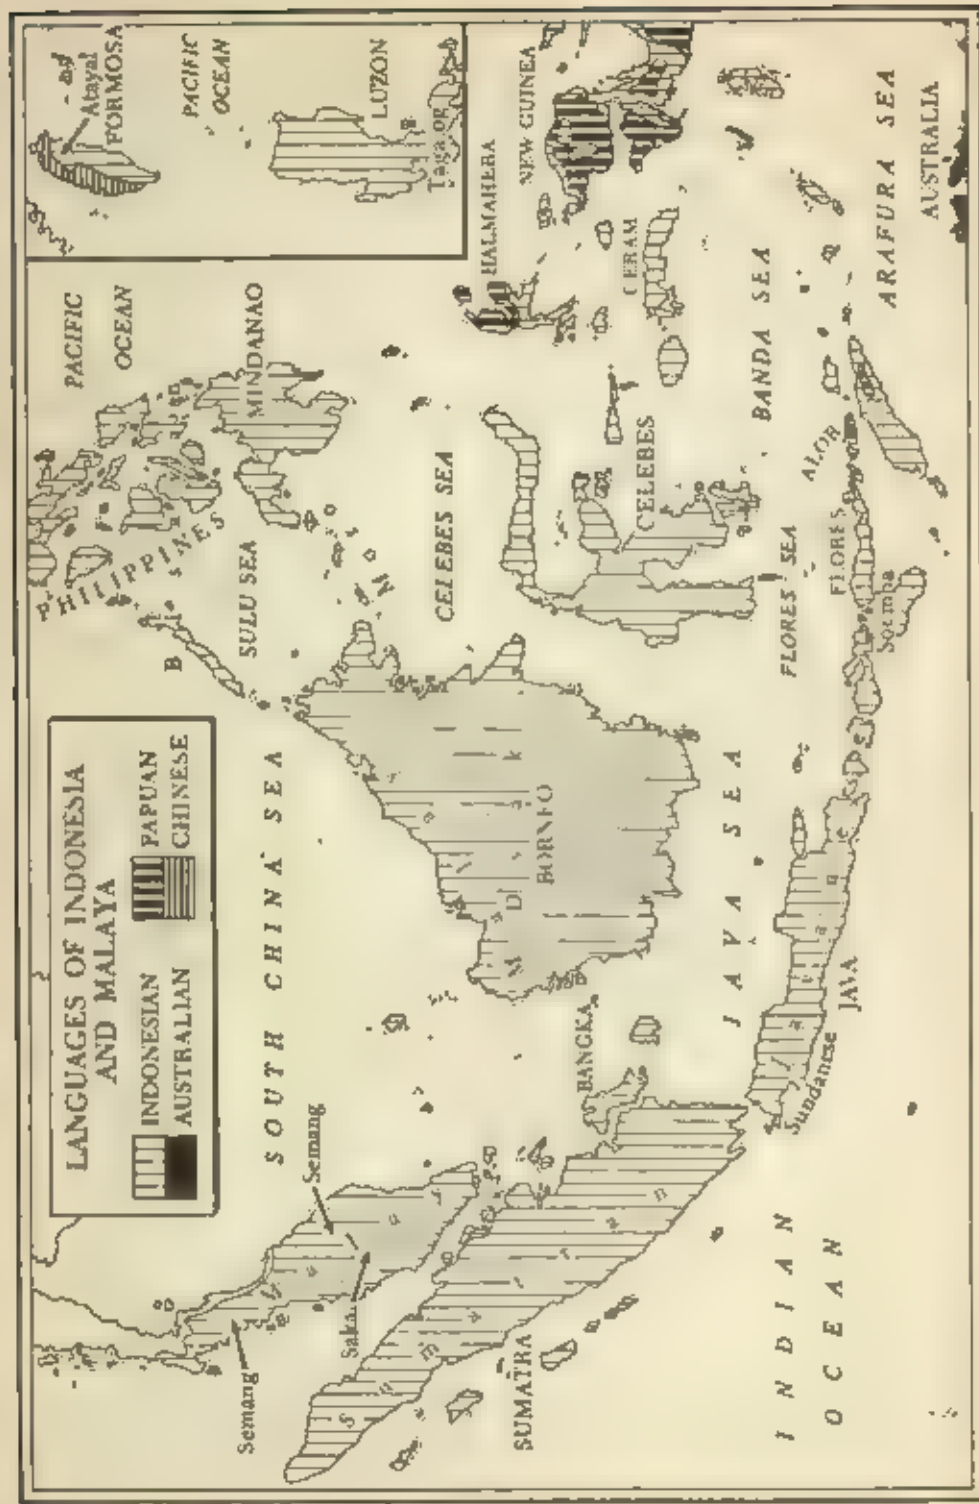 LANGUAGES OF INDONESIA
AND MALAYA
INDONESIAN
AUSTRALIAN
PAPUAN
CHINESE
Atayal
FORMOSA
PACIFIC
OCEAN
LUZON
Tagalog
PACIFIC
OCEAN
PHILIPPINES
MINDANAO
SULU SEA
B
SOUTH CHINA SEA
CELEBES SEA
HALMAHERA
NEW GUINEA
CERAM
CELEBES
BANDA SEA
ARAFURA SEA
AUSTRALIA
ALOR
FLORES SEA
FLORES
Soemba
BORNEO
JAVA SEA
JAVA
Sundanese
BANGKA
Semang
Semang
Sakai
SUMATRA
INDIAN
OCEAN